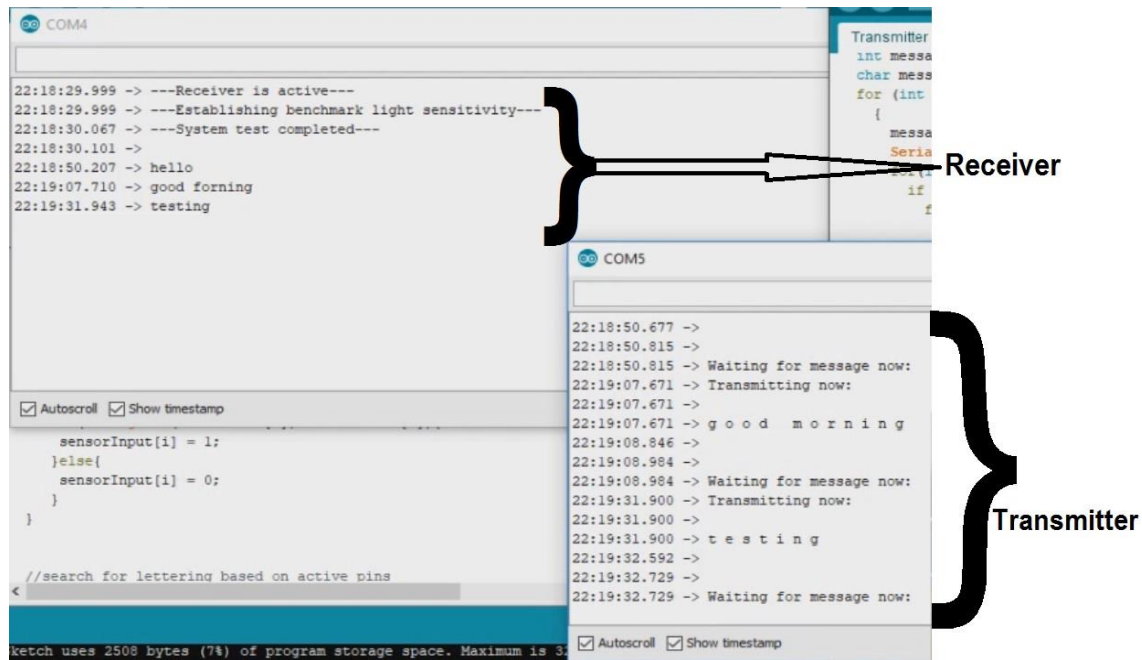 COM4
22:18:29.999 -> ---Receiver is active---
22:18:29.999 -> ---Establishing benchmark light sensitivity---
22:18:30.067 -> ---System test completed---
22:18:30.101 ->
22:18:50.207 -> hello
22:19:07.710 -> good forning
22:19:31.943 -> testing
Autoscroll Show timestamp
Transmitter
int messa
char mess
for (int
{
messa
Seria
if
f
Receiver
COM5
22:18:50.677 ->
22:18:50.815 ->
22:18:50.815 -> Waiting for message now:
22:19:07.671 -> Transmitting now:
22:19:07.671 ->
22:19:07.671 -> g o o d   m o r n i n g
22:19:08.846 ->
22:19:08.984 ->
22:19:08.984 -> Waiting for message now:
22:19:31.900 -> Transmitting now:
22:19:31.900 ->
22:19:31.900 -> t e s t i n g
22:19:32.592 ->
22:19:32.729 ->
22:19:32.729 -> Waiting for message now:
Autoscroll Show timestamp
Transmitter
sensorInput[i] = 1;
}else{
sensorInput[i] = 0;
}
}
//search for lettering based on active pins
ketch uses 2508 bytes (7%) of program storage space. Maximum is